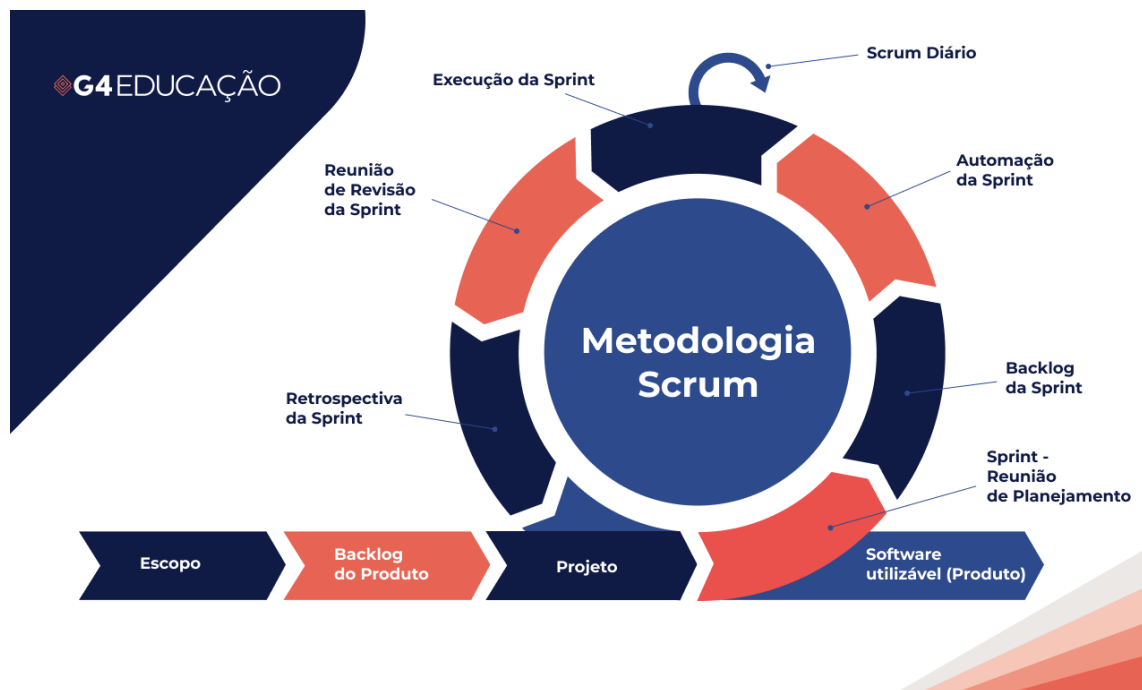 G4 EDUCAÇÃO
Scrum Diário
Execução da Sprint
Automação
da Sprint
Reunião
de Revisão
da Sprint
Metodologia
Scrum
Backlog
da Sprint
Retrospectiva
da Sprint
Sprint -
Reunião
de Planejamento
Escopo
Backlog
do Produto
Projeto
Software
utilizável (Produto)